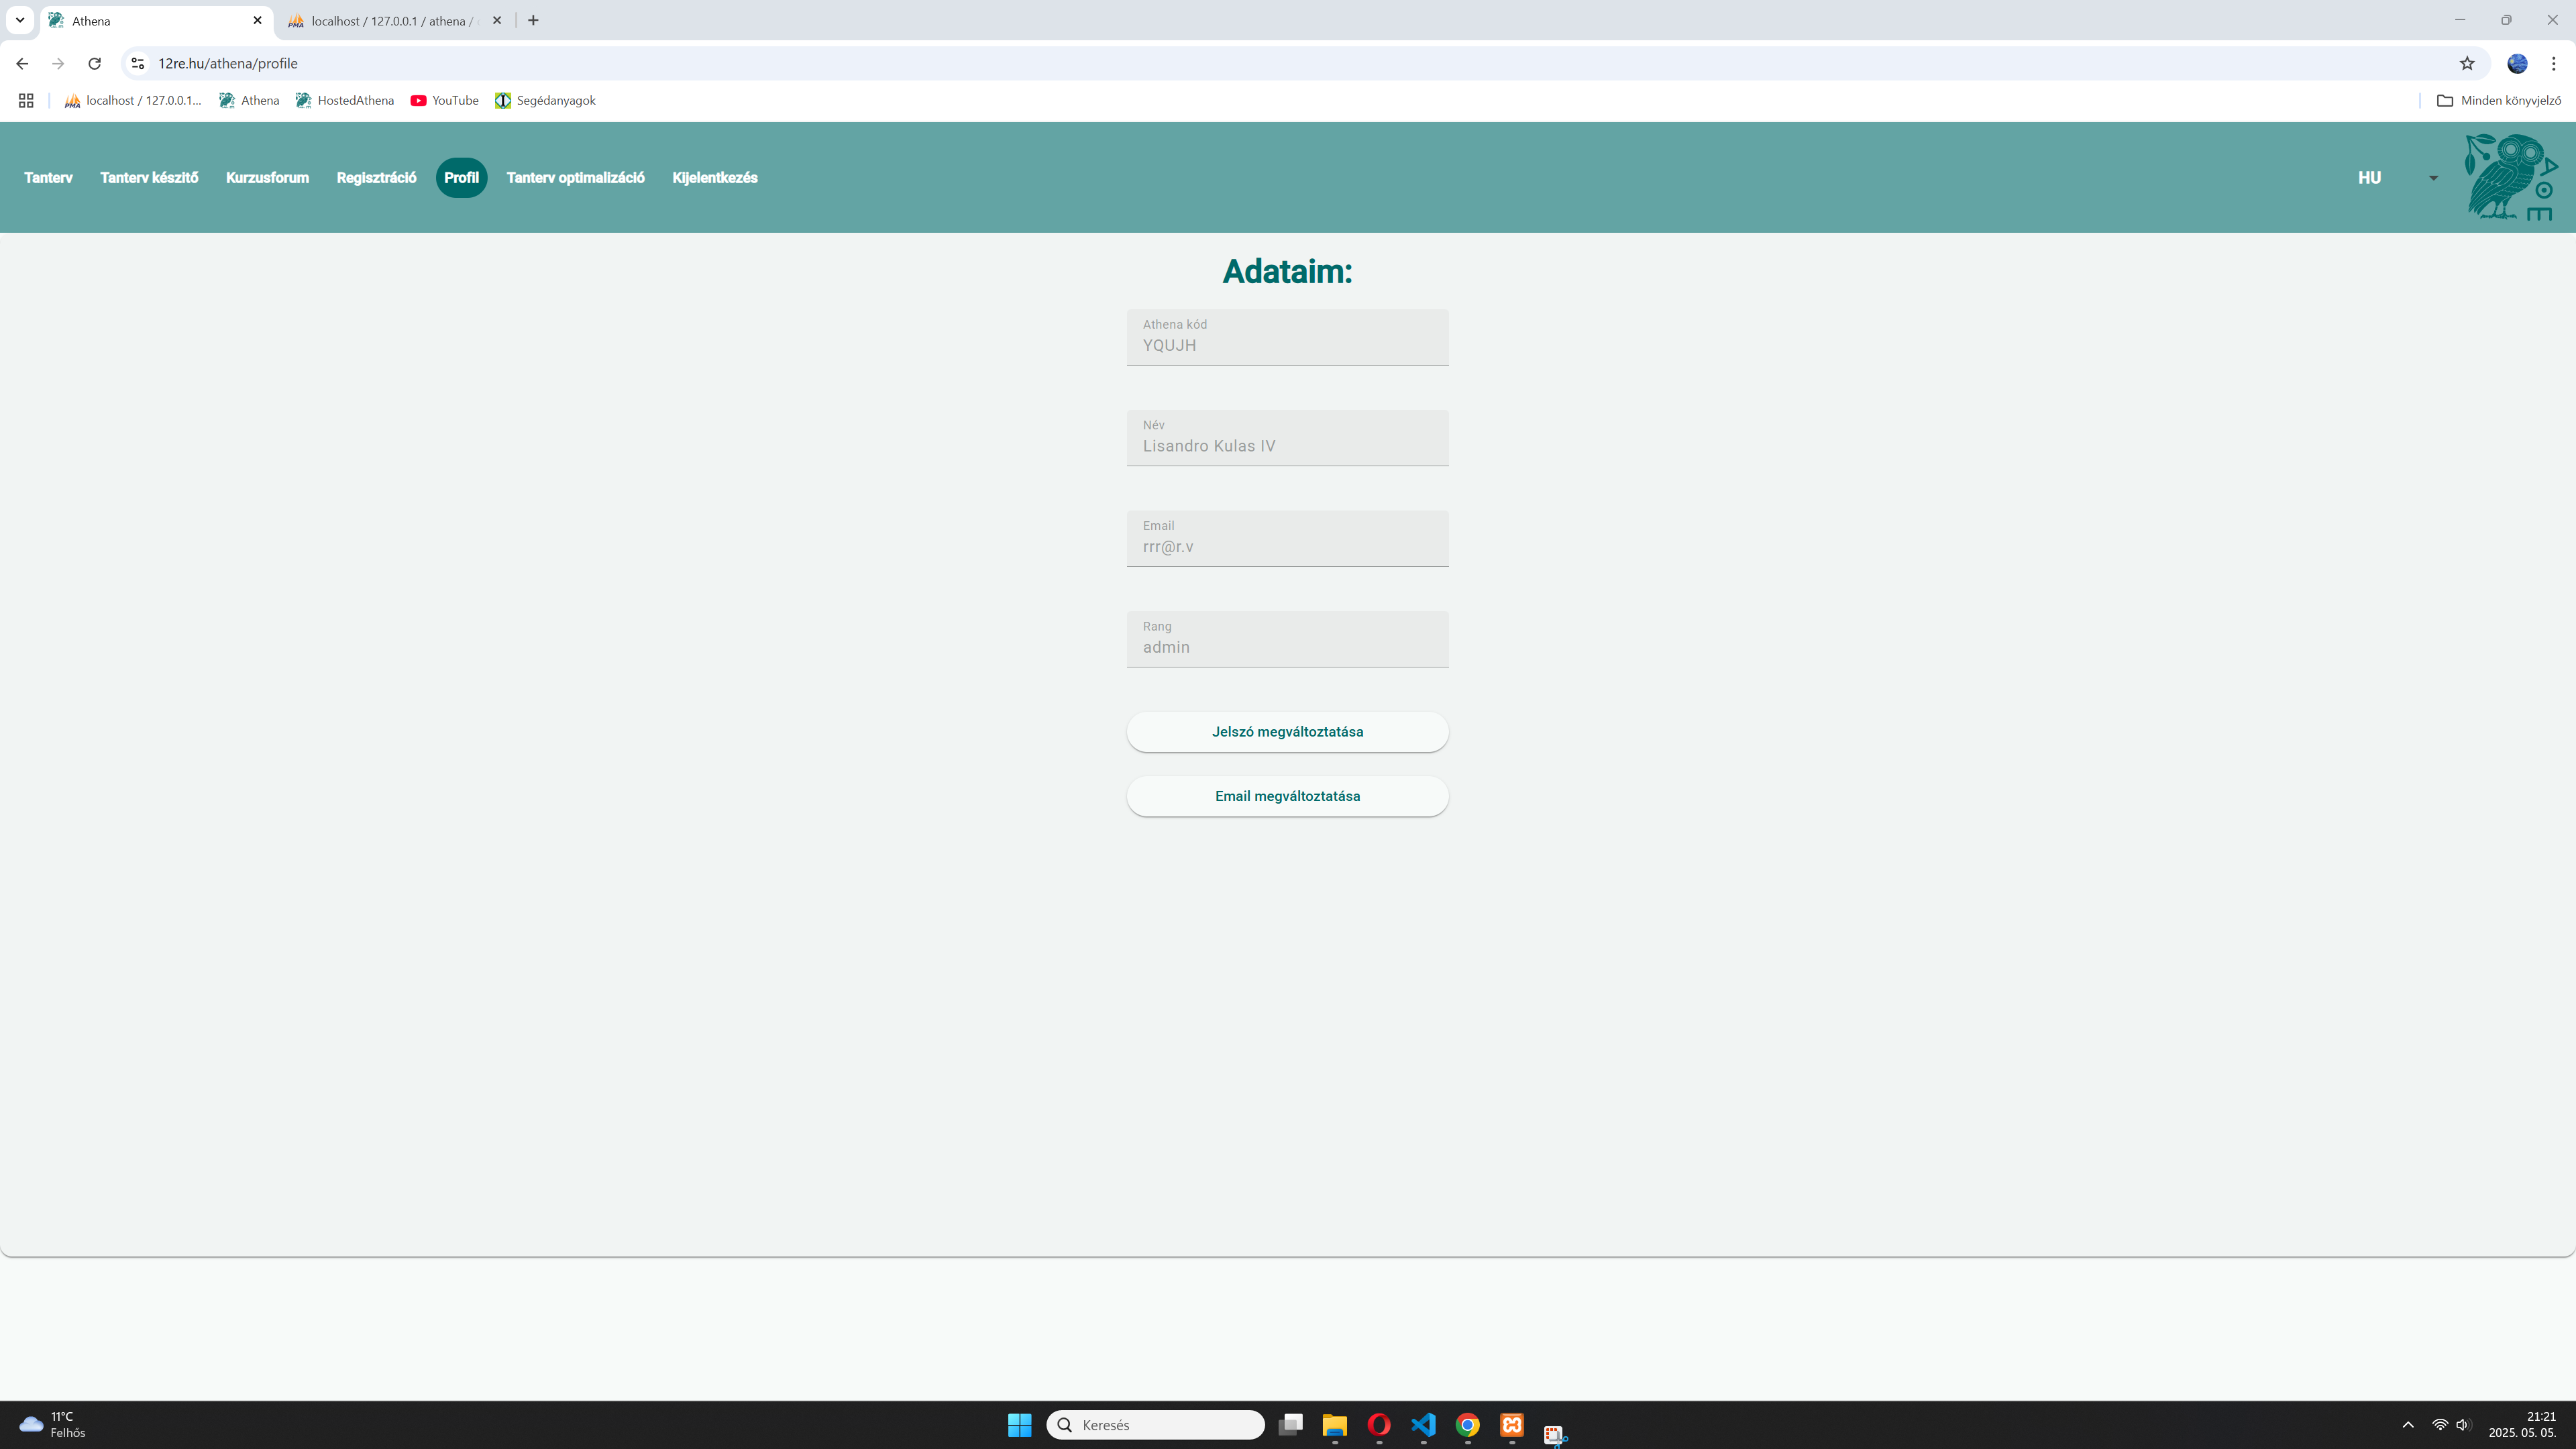 Athena
localhost / 127.0.0.1 / athena /
12re.hu/athena/profile
localhost / 127.0.0.1...
Athena
HostedAthena
YouTube
Segédanyagok
Minden könyvjelző
Tanterv
Tanterv készitő
Kurzusforum
Regisztráció
Profil
Tanterv optimalizáció
Kijelentkezés
HU
AOE
Adataim:
Athena kód
YQUJH
Név
Lisandro Kulas IV
Email
rrr@r.v
Rang
admin
Jelszó megváltoztatása
Email megváltoztatása
11°C
Felhős
Keresés
21:21
2025. 05. 05.